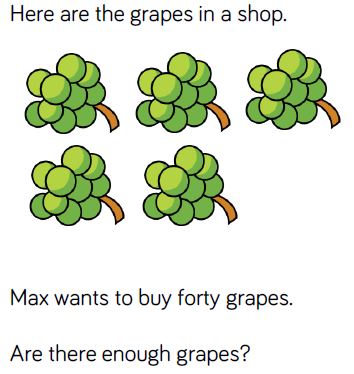 Here are the grapes in a shop.
Max wants to buy forty grapes.
Are there enough grapes?